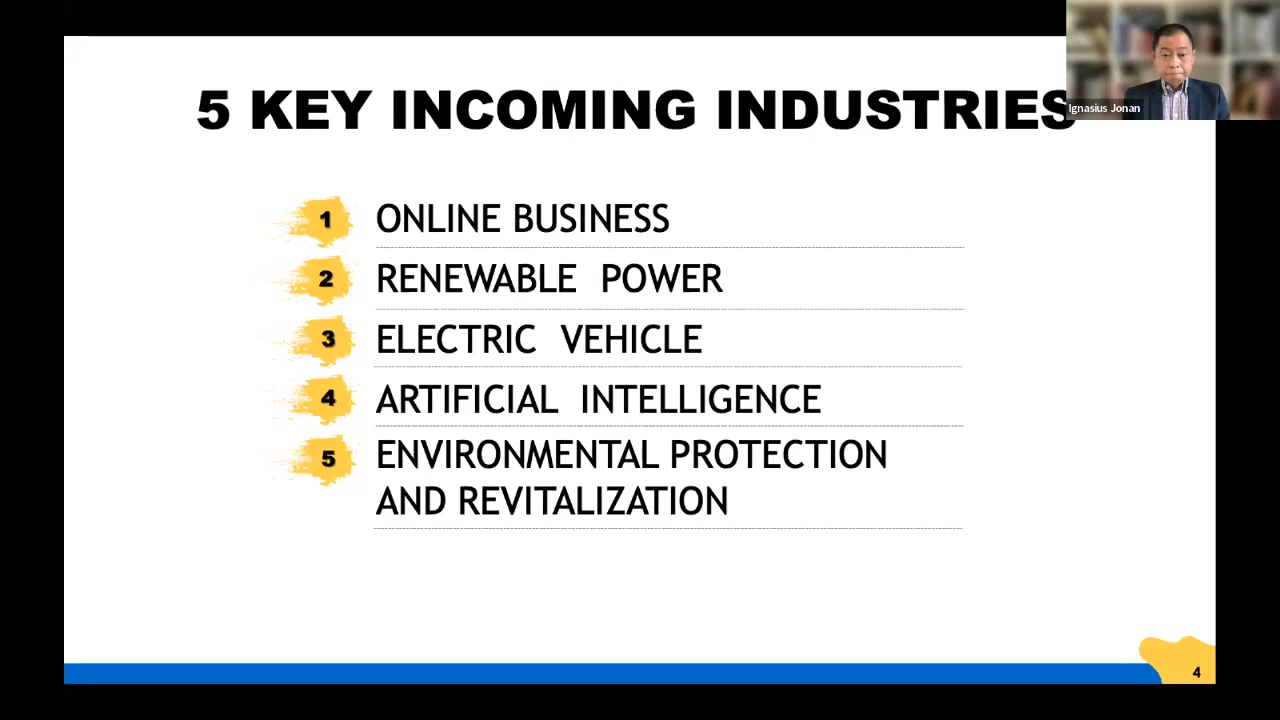 5 KEY INCOMING INDUSTRIES
Ignasius Jonan
1 ONLINE BUSINESS
2 RENEWABLE POWER
3 ELECTRIC VEHICLE
4 ARTIFICIAL INTELLIGENCE
5 ENVIRONMENTAL PROTECTION
AND REVITALIZATION
4